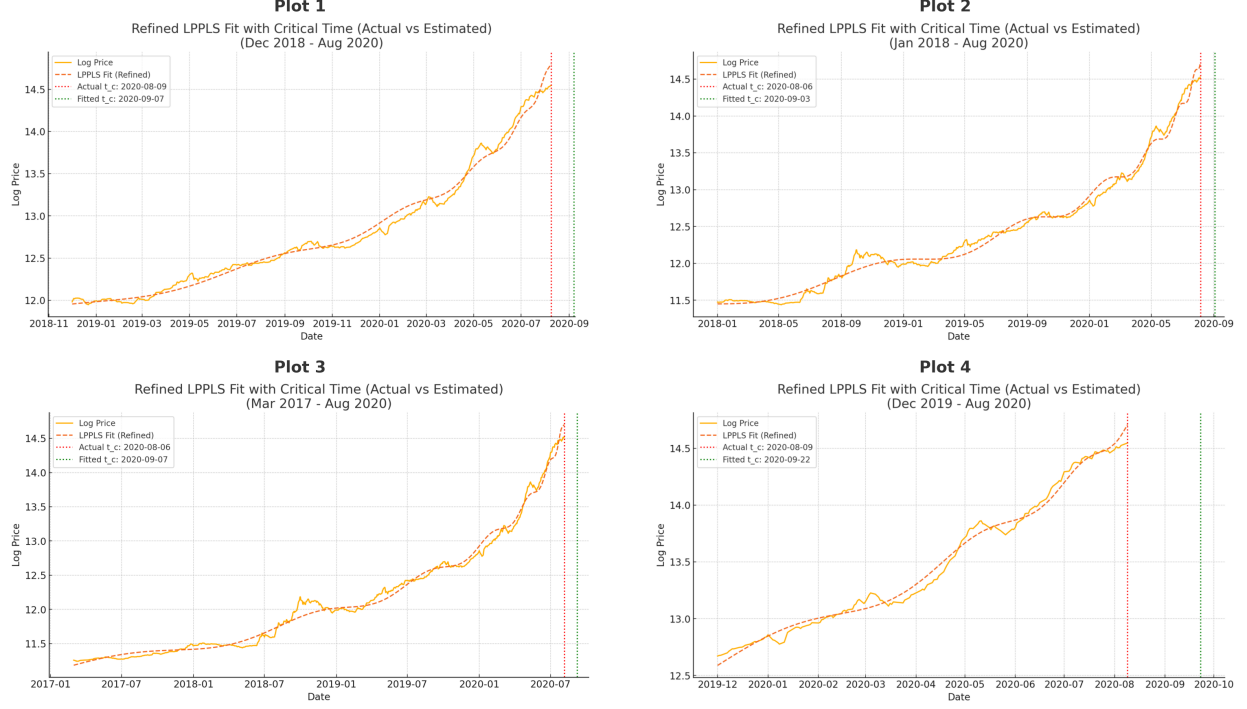 Plot 1
Refined LPPLS Fit with Critical Time (Actual vs Estimated)
(Dec 2018 - Aug 2020)
Log Price
LPPLS Fit (Refined)
Actual t_c: 2020-08-09
Fitted t_c: 2020-09-07
14.5
14.0
13.5
13.0
12.5
12.0
Log Price
2018-11 2019-01 2019-03 2019-05 2019-07 2019-09 2019-11 2020-01 2020-03 2020-05 2020-07 2020-09
Date
Plot 2
Refined LPPLS Fit with Critical Time (Actual vs Estimated)
(Jan 2018 - Aug 2020)
Log Price
LPPLS Fit (Refined)
Actual t_c: 2020-08-06
Fitted t_c: 2020-09-03
14.5
14.0
13.5
13.0
12.5
12.0
11.5
Log Price
2018-01 2018-05 2018-09 2019-01 2019-05 2019-09 2020-01 2020-05 2020-09
Date
Plot 3
Refined LPPLS Fit with Critical Time (Actual vs Estimated)
(Mar 2017 - Aug 2020)
Log Price
LPPLS Fit (Refined)
Actual t_c: 2020-08-06
Fitted t_c: 2020-09-07
14.5
14.0
13.5
13.0
12.5
12.0
11.5
Log Price
2017-01 2017-07 2018-01 2018-07 2019-01 2019-07 2020-01 2020-07
Date
Plot 4
Refined LPPLS Fit with Critical Time (Actual vs Estimated)
(Dec 2019 - Aug 2020)
Log Price
LPPLS Fit (Refined)
Actual t_c: 2020-08-09
Fitted t_c: 2020-09-22
14.5
14.0
13.5
13.0
12.5
Log Price
2019-12 2020-01 2020-02 2020-03 2020-04 2020-05 2020-06 2020-07 2020-08 2020-09 2020-10
Date